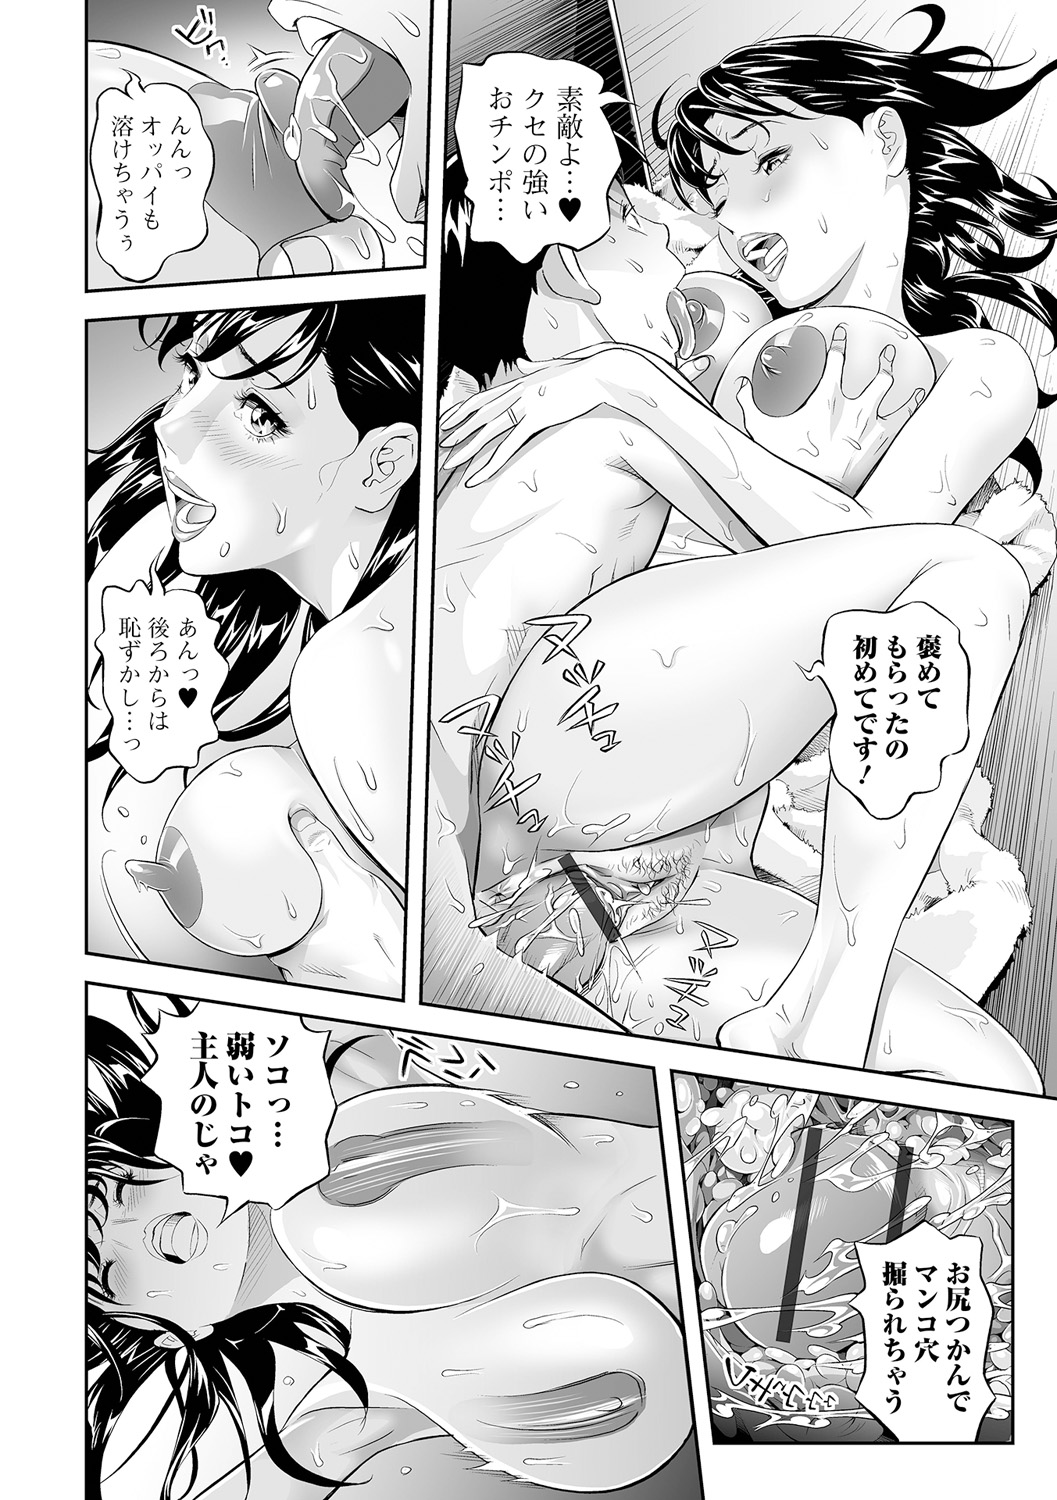 素敵よ…♥
クセの強い
おチンポ…
褒めて
もらったの
初めてです！
んんっ
オッパイも
溶けちゃうぅ
あんっ♥
後ろからは
恥ずかし…っ
お尻つかんで
マンコ穴
掘られちゃう
ソコっ…
弱いトコ♥
主人のじゃ